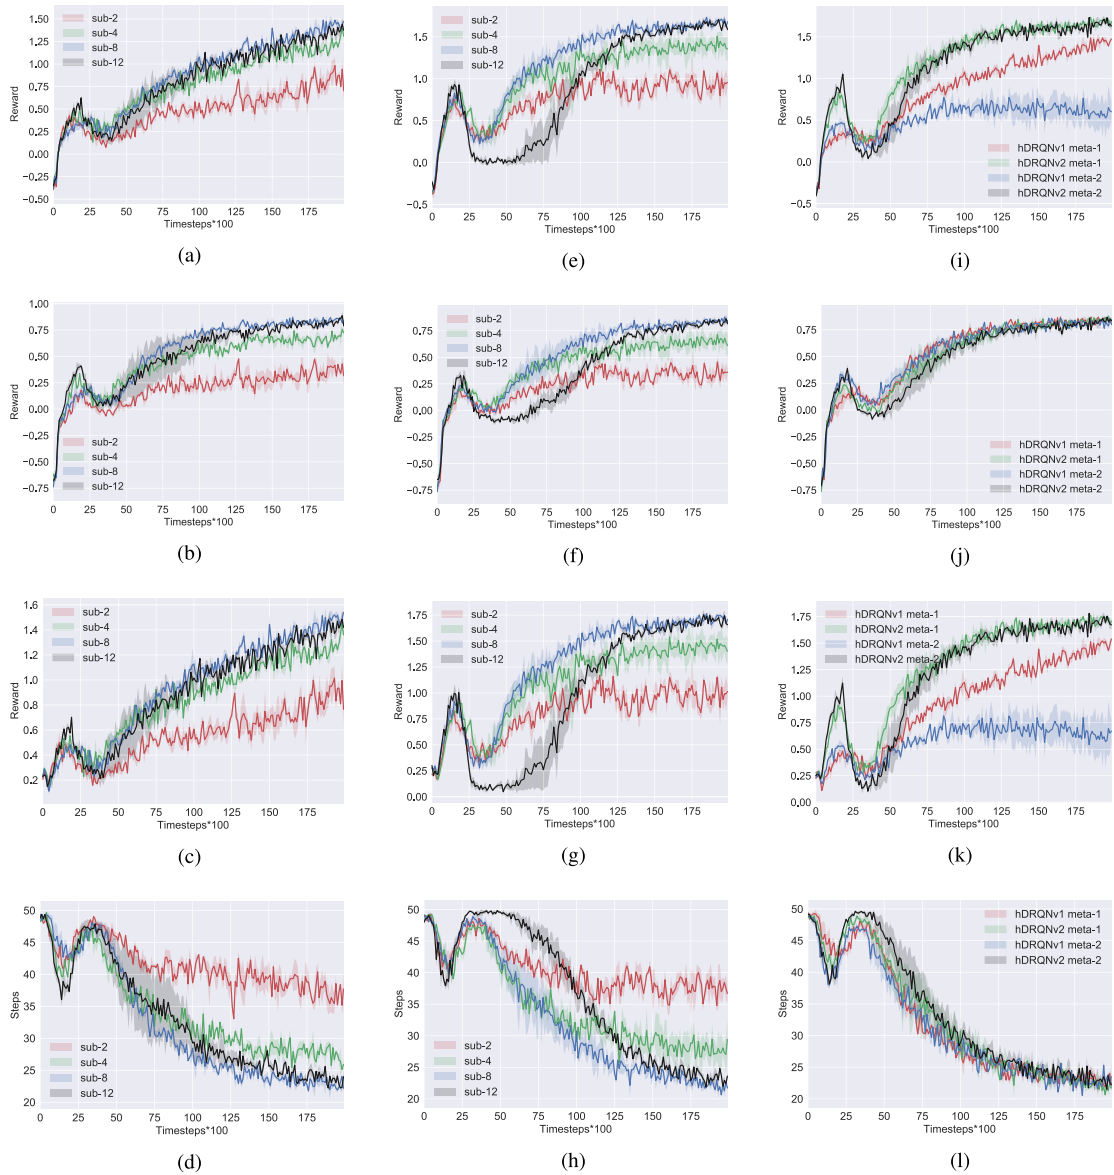 1.50
1.25
1.00
0.75
0.50
0.25
0.00
−0.25
−0.50
Reward
sub-2
sub-4
sub-8
sub-12
0 25 50 75 100 125 150 175
Timesteps*100
(a)
1.5
1.0
0.5
0.0
−0.5
Reward
sub-2
sub-4
sub-8
sub-12
0 25 50 75 100 125 150 175
Timesteps*100
(e)
1.5
1.0
0.5
0.0
−0.5
Reward
hDRQNv1 meta-1
hDRQNv2 meta-1
hDRQNv1 meta-2
hDRQNv2 meta-2
0 25 50 75 100 125 150 175
Timesteps*100
(i)
1.00
0.75
0.50
0.25
0.00
−0.25
−0.50
−0.75
Reward
sub-2
sub-4
sub-8
sub-12
0 25 50 75 100 125 150 175
Timesteps*100
(b)
0.75
0.50
0.25
0.00
−0.25
−0.50
−0.75
Reward
sub-2
sub-4
sub-8
sub-12
0 25 50 75 100 125 150 175
Timesteps*100
(f)
0.75
0.50
0.25
0.00
−0.25
−0.50
−0.75
Reward
hDRQNv1 meta-1
hDRQNv2 meta-1
hDRQNv1 meta-2
hDRQNv2 meta-2
0 25 50 75 100 125 150 175
Timesteps*100
(j)
1.6
1.4
1.2
1.0
0.8
0.6
0.4
0.2
Reward
sub-2
sub-4
sub-8
sub-12
0 25 50 75 100 125 150 175
Timesteps*100
(c)
1.75
1.50
1.25
1.00
0.75
0.50
0.25
0.00
Reward
sub-2
sub-4
sub-8
sub-12
0 25 50 75 100 125 150 175
Timesteps*100
(g)
1.75
1.50
1.25
1.00
0.75
0.50
0.25
0.00
Reward
hDRQNv1 meta-1
hDRQNv2 meta-1
hDRQNv1 meta-2
hDRQNv2 meta-2
0 25 50 75 100 125 150 175
Timesteps*100
(k)
50
45
40
35
30
25
20
Steps
sub-2
sub-4
sub-8
sub-12
0 25 50 75 100 125 150 175
Timesteps*100
(d)
50
45
40
35
30
25
20
Steps
sub-2
sub-4
sub-8
sub-12
0 25 50 75 100 125 150 175
Timesteps*100
(h)
50
45
40
35
30
25
20
Steps
hDRQNv1 meta-1
hDRQNv2 meta-1
hDRQNv1 meta-2
hDRQNv2 meta-2
0 25 50 75 100 125 150 175
Timesteps*100
(l)